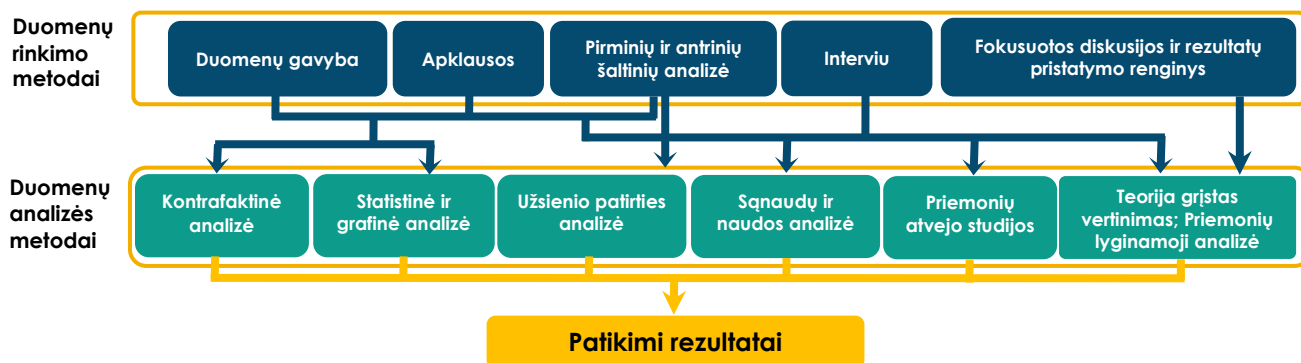 Duomenų
rinkimo
metodai
Duomenų gavyba
Apklausos
Pirminių ir antrinių
šaltinių analizė
Interviu
Fokusuotos diskusijos ir rezultatų
pristatymo renginys
Duomenų
analizės
metodai
Kontrafaktinė
analizė
Statistinė ir
grafinė analizė
Užsienio patirties
analizė
Sąnaudų ir
naudos analizė
Priemonių
atvejo studijos
Teorija grįstas
vertinimas; Priemonių
lyginamoji analizė
Patikimi rezultatai